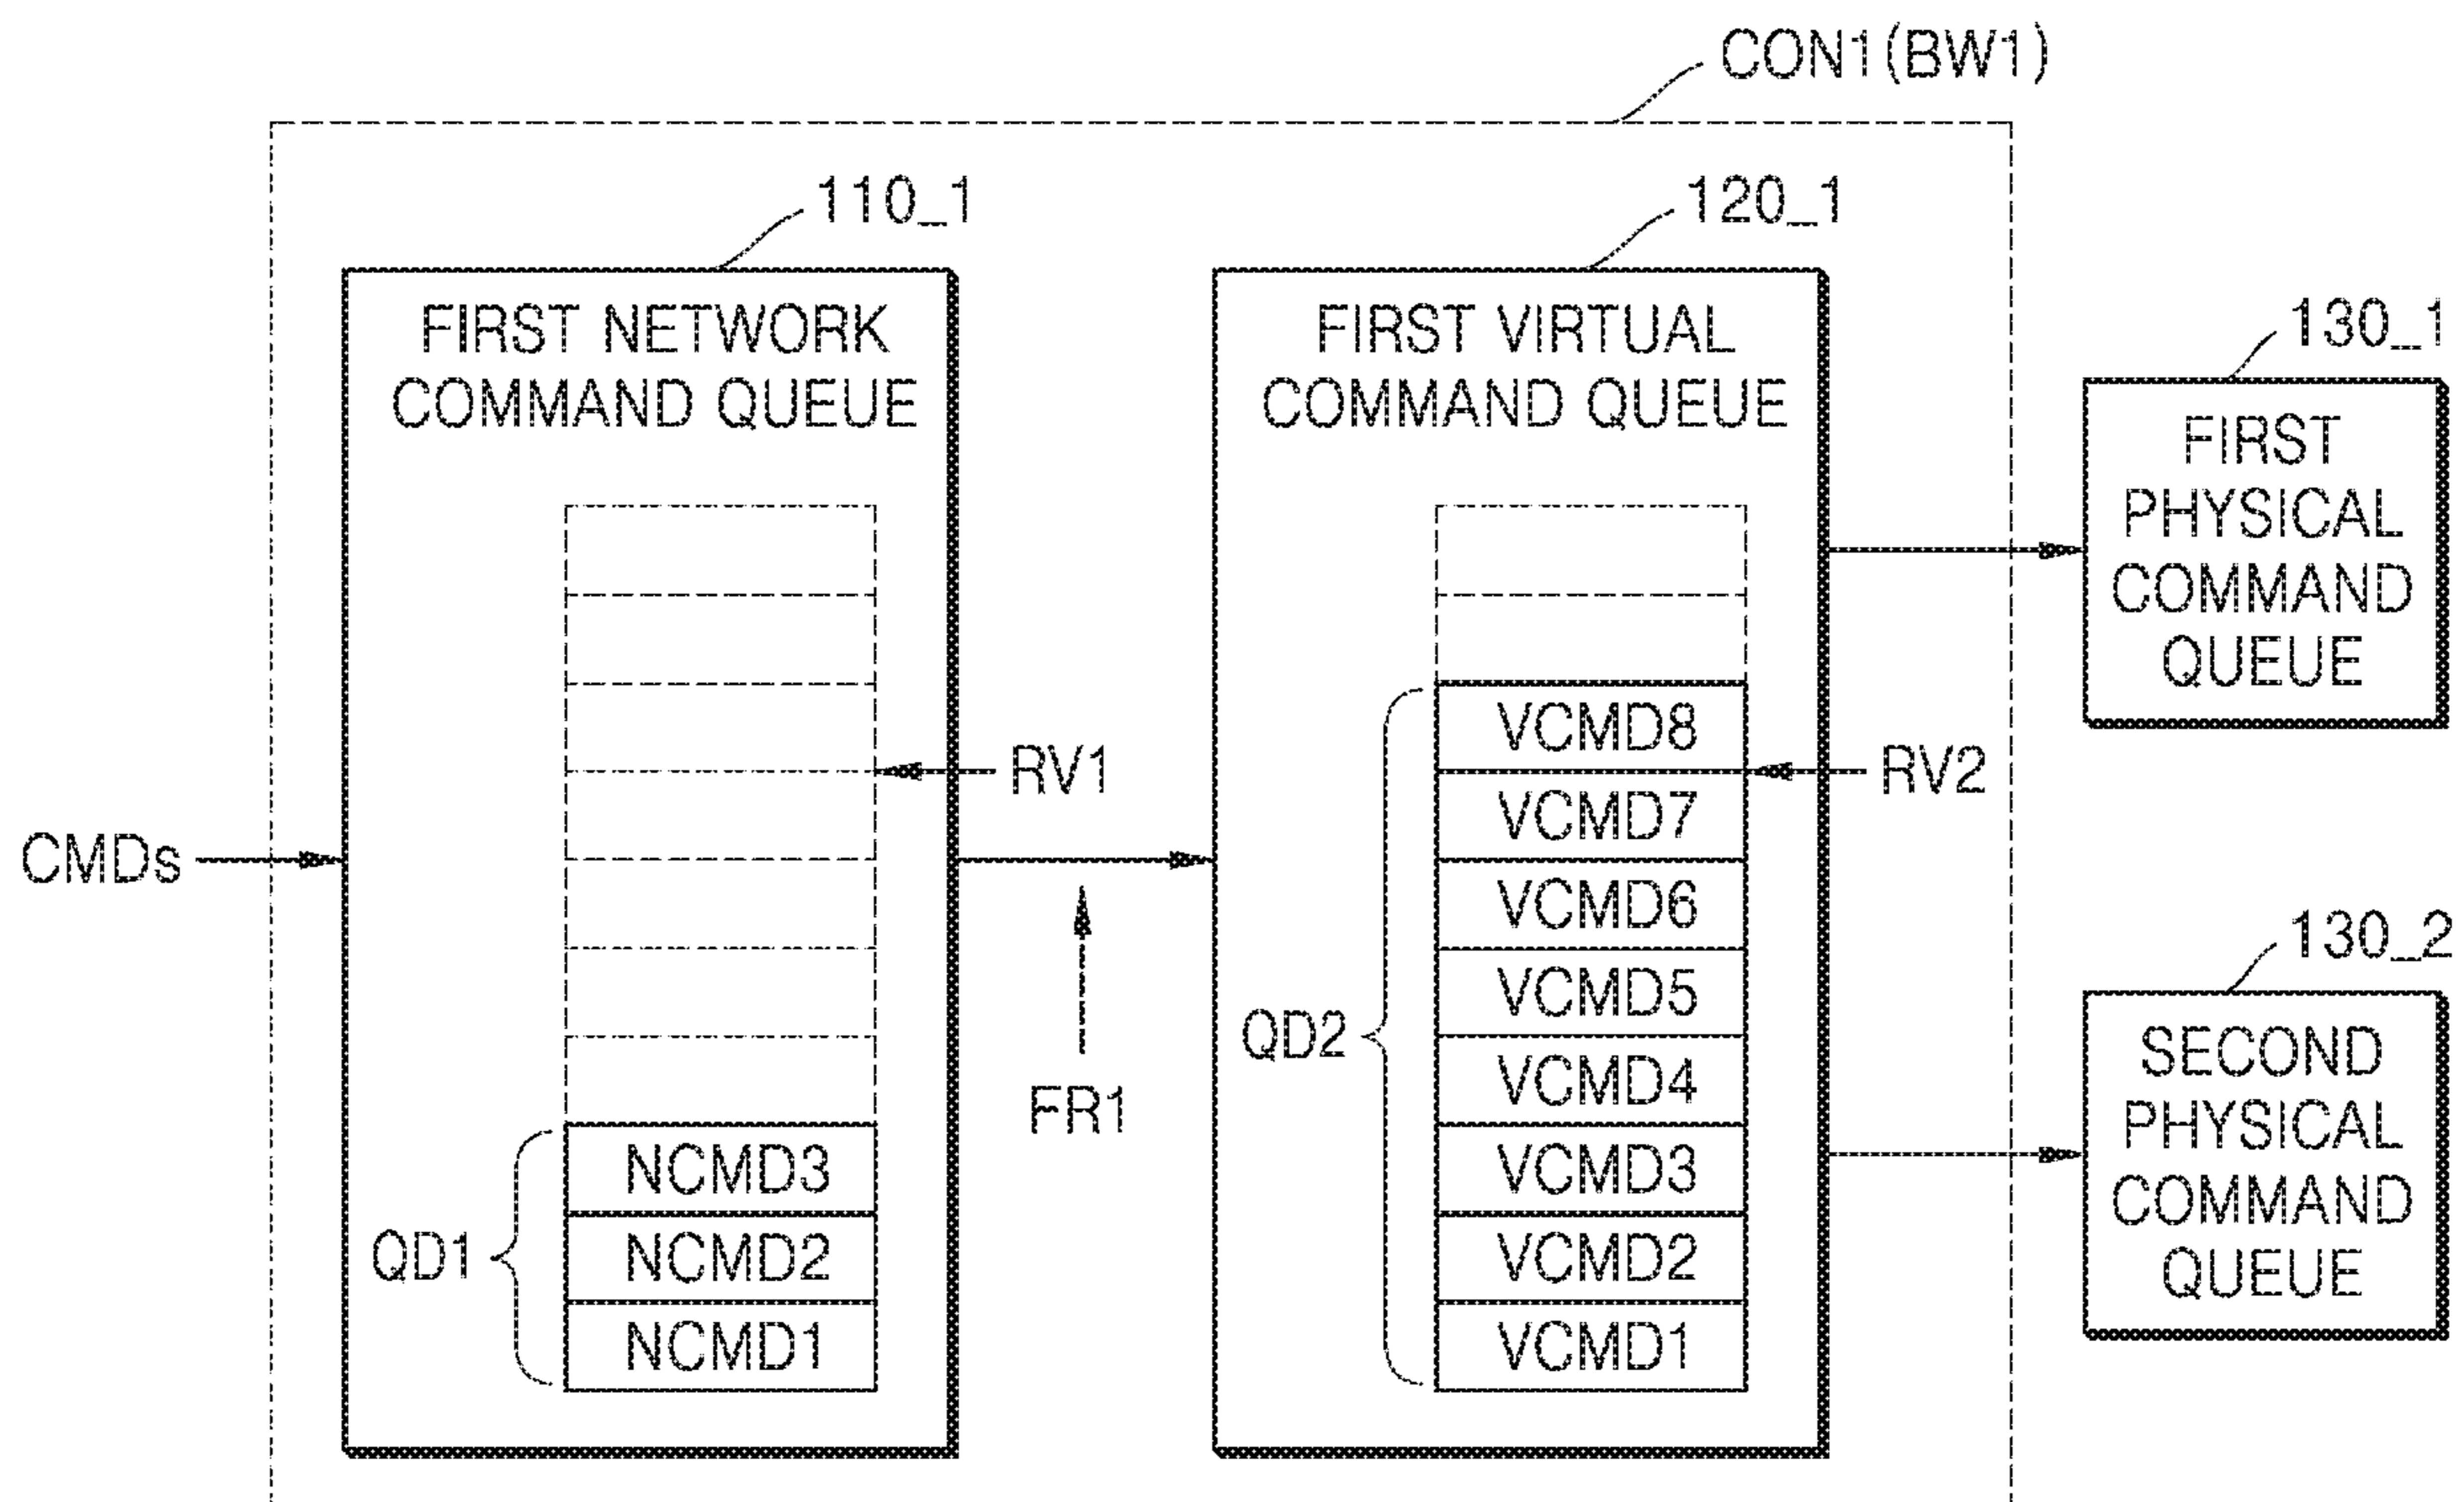 CON1(BW1)
110_1
120_1
FIRST NETWORK
COMMAND QUEUE
FIRST VIRTUAL
COMMAND QUEUE
130_1
FIRST
PHYSICAL
COMMAND
QUEUE
VCMD8
RV1
RV2
VCMD7
CMDs
VCMD6
130_2
VCMD5
QD2
VCMD4
FR1
SECOND
PHYSICAL
COMMAND
QUEUE
NCMD3
VCMD3
QD1
NCMD2
VCMD2
NCMD1
VCMD1